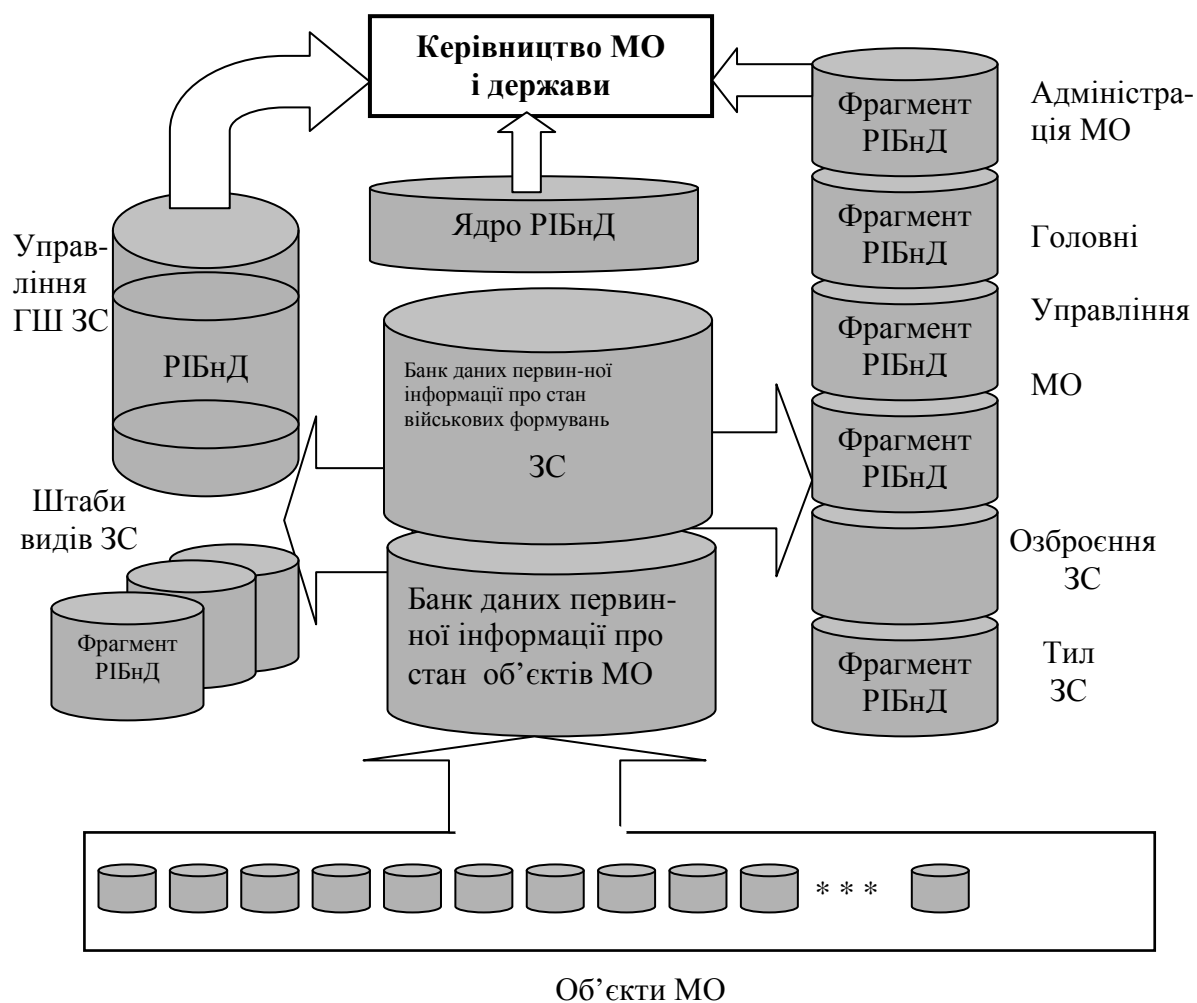 Керівництво МО
і держави
Фрагмент
РІБнД
Адміністра-
ція МО
Ядро РІБнД
Фрагмент
РІБнД
Головні
Управ-
ління
ГШ ЗС
РІБнД
Банк даних первин-ної
інформації про стан
військових формувань
ЗС
Фрагмент
РІБнД
Управління
МО
Фрагмент
РІБнД
Штаби
видів ЗС
Озброєння
ЗС
Фрагмент
РІБнД
Банк даних первин-
ної інформації про
стан об’єктів МО
Фрагмент
РІБнД
Тил
ЗС
* * *
Об’єкти МО